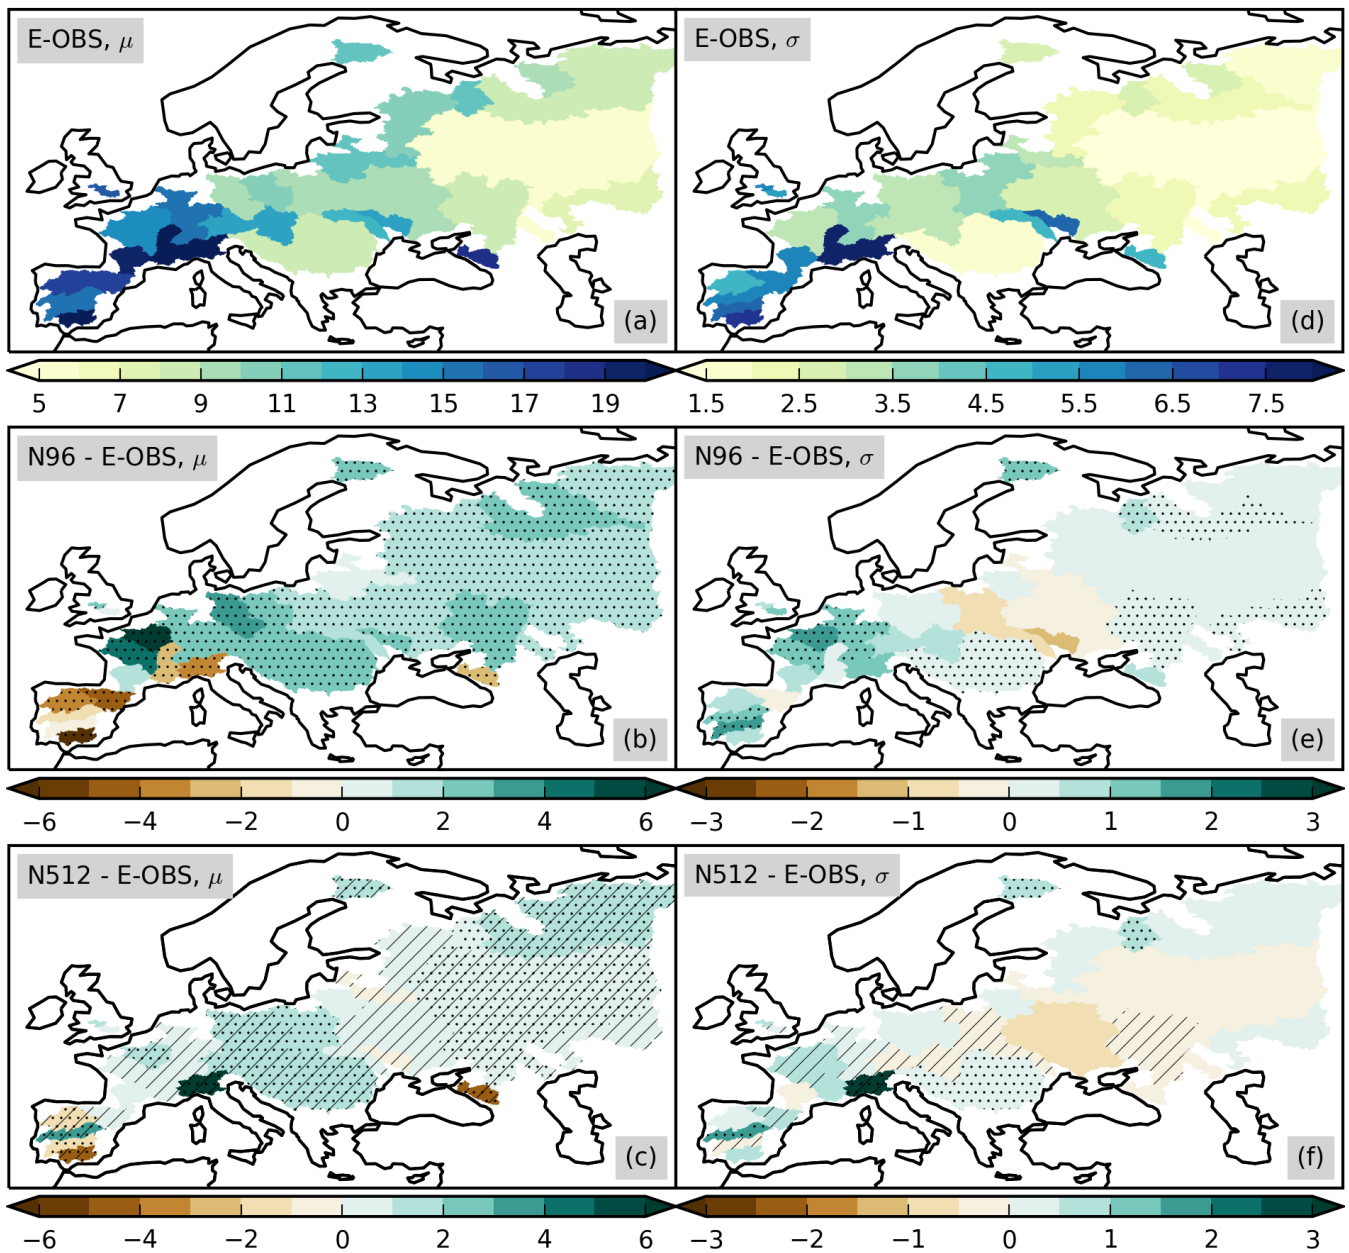 E-OBS, μ
(a)
5 7 9 11 13 15 17 19
E-OBS, σ
(d)
1.5 2.5 3.5 4.5 5.5 6.5 7.5
N96 - E-OBS, μ
(b)
−6 −4 −2 0 2 4 6
N96 - E-OBS, σ
(e)
−3 −2 −1 0 1 2 3
N512 - E-OBS, μ
(c)
−6 −4 −2 0 2 4 6
N512 - E-OBS, σ
(f)
−3 −2 −1 0 1 2 3